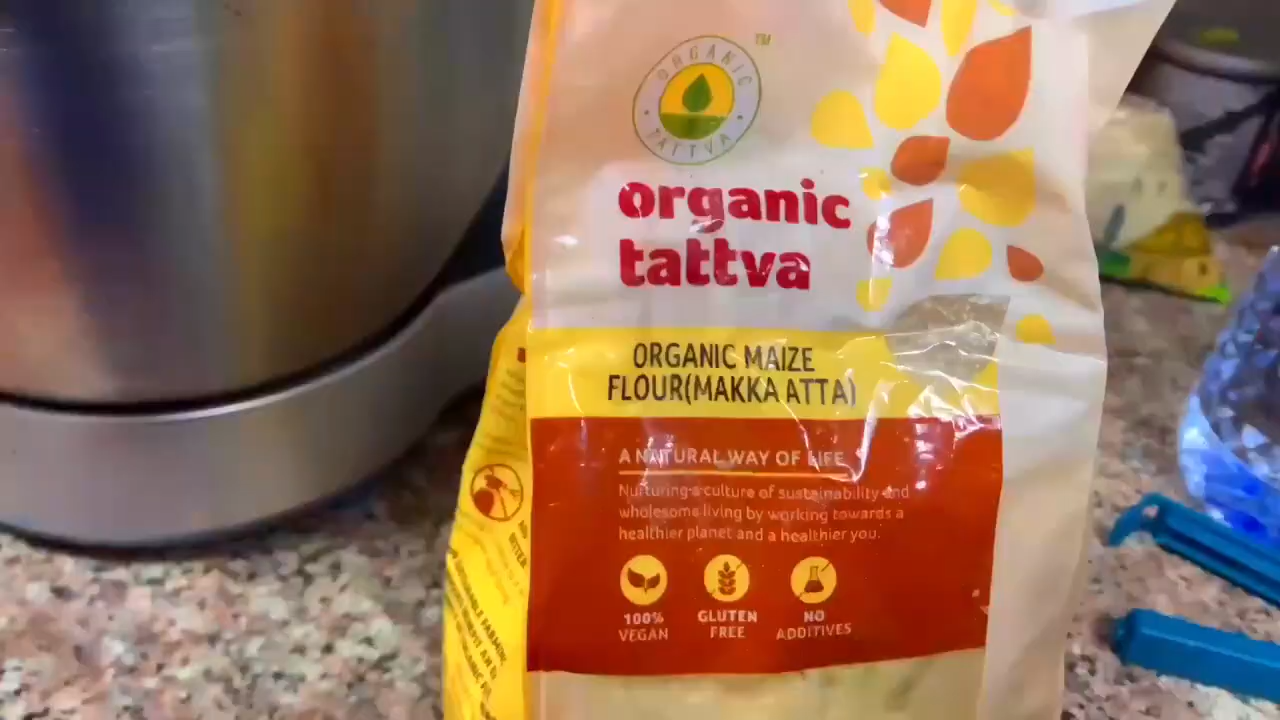 ORGANIC
TATTVA
TM
organic
tattva
ORGANIC MAIZE
FLOUR(MAKKA ATTA)
A NATURAL WAY OF LIFE
Nurturing a culture of sustainability and
wholesome living by working towards a
healthier planet and a healthier you.
100%
VEGAN
GLUTEN
FREE
NO
ADDITIVES